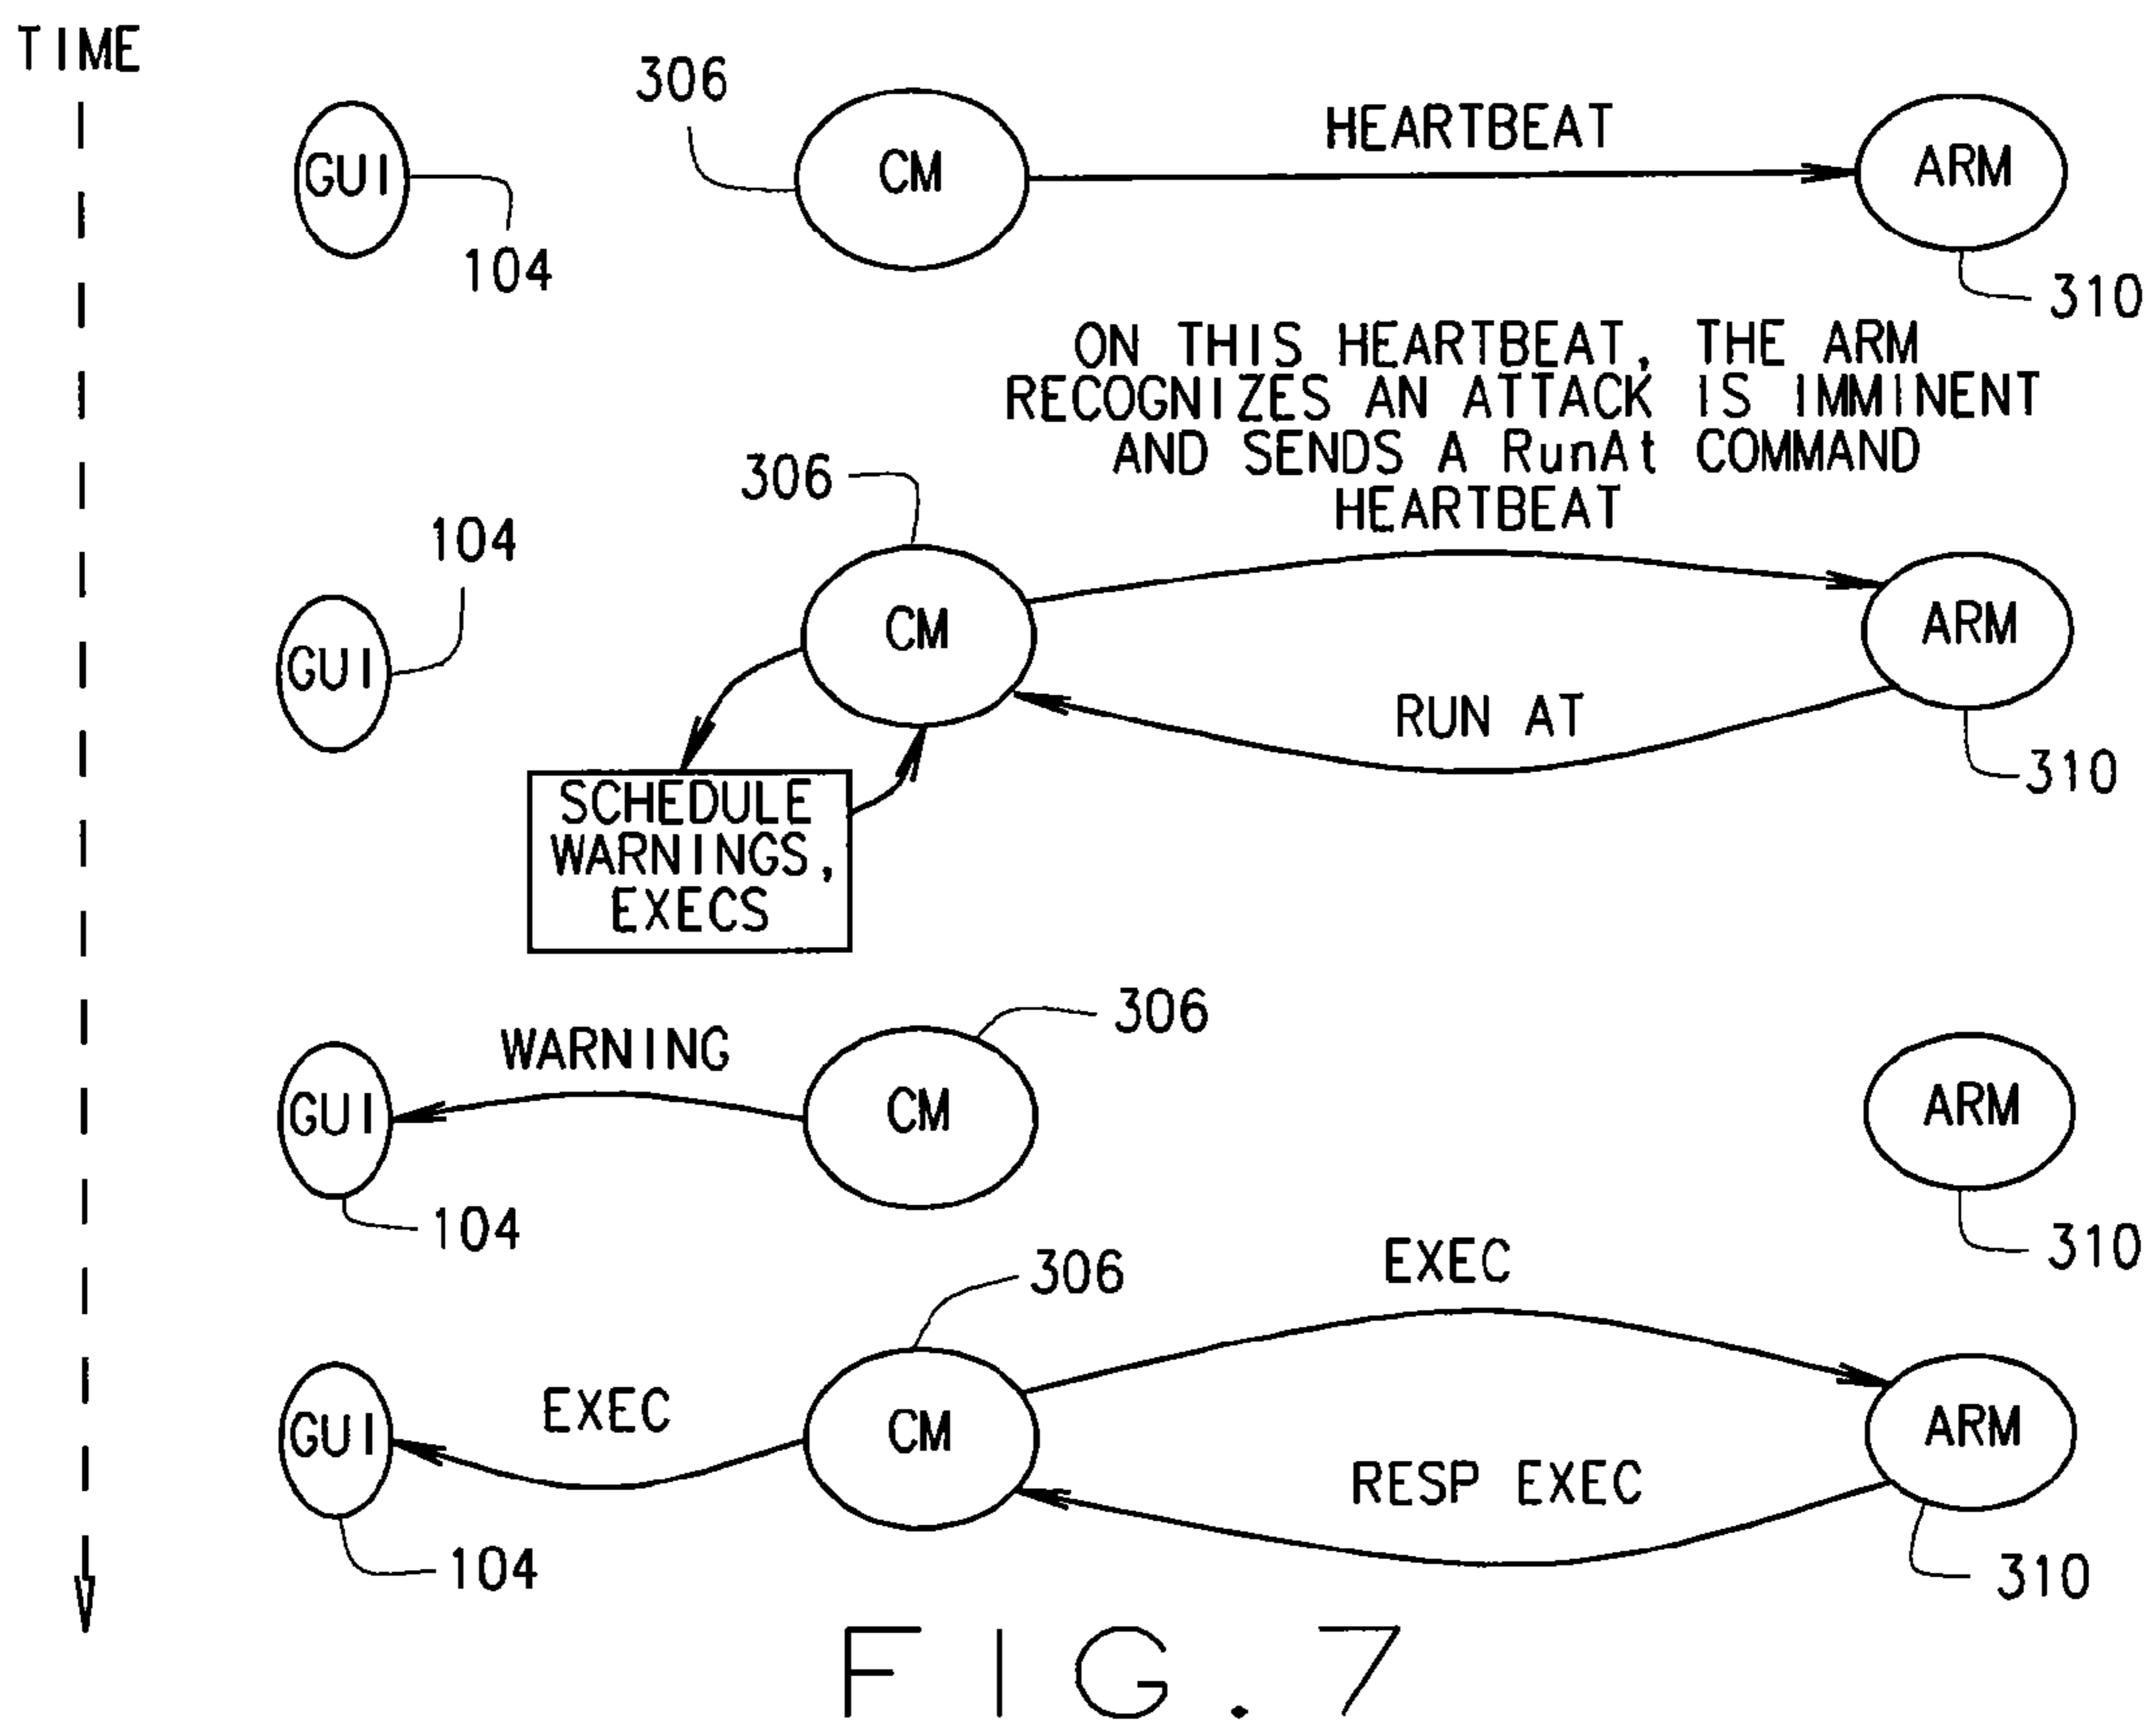 TIME
306
HEARTBEAT
GUI
CM
ARM
104
310
ON THIS HEARTBEAT, THE ARM
RECOGNIZES AN ATTACK IS IMMINENT
AND SENDS A RunAt COMMAND
306
HEARTBEAT
104
CM
ARM
GUI
RUN AT
310
SCHEDULE
WARNINGS,
EXECS
306
WARNING
GUI
CM
ARM
104
310
306
EXEC
EXEC
GUI
CM
ARM
RESP EXEC
104
310
FIG.7